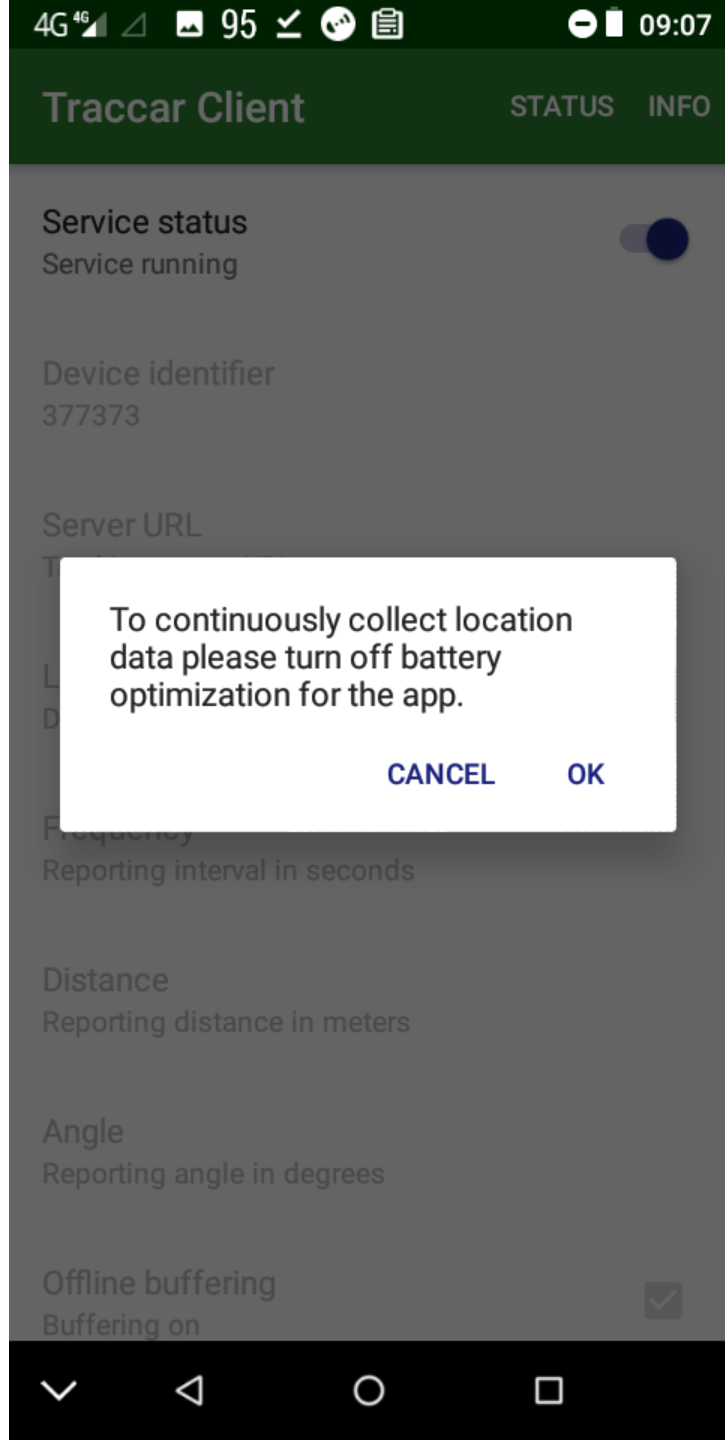 4G 4G 95 09:07
Traccar Client STATUS INFO
Service status
Service running
Device identifier
377373
Server URL
To continuously collect location
data please turn off battery
optimization for the app.
CANCEL OK
Frequency
Reporting interval in seconds
Distance
Reporting distance in meters
Angle
Reporting angle in degrees
Offline buffering
Buffering on